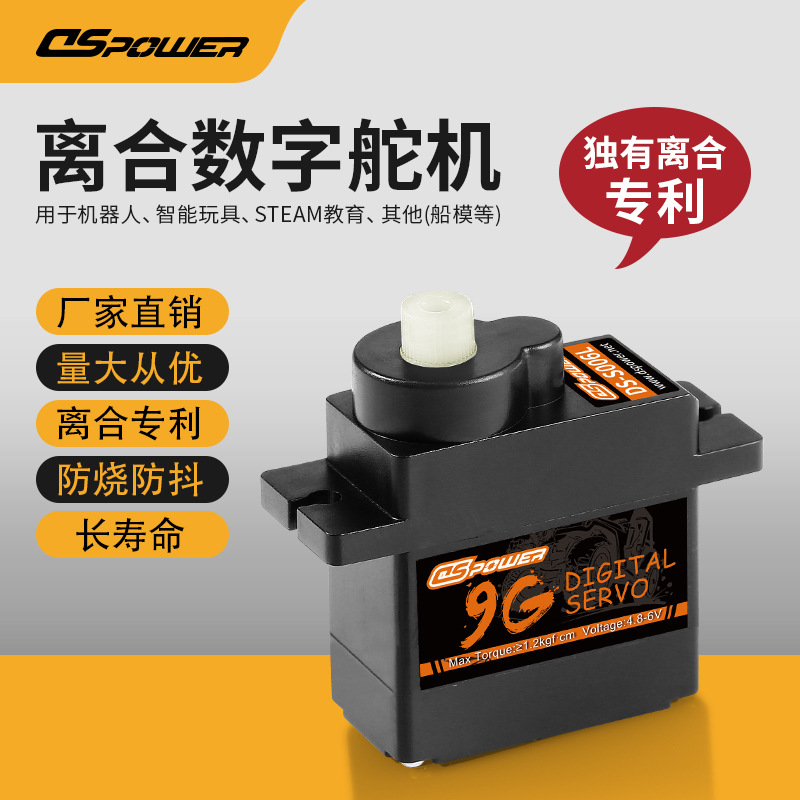 DSPOWER
离合数字舵机
用于机器人、智能玩具、STEAM教育、其他(船模等)
独有离合
专利
厂家直销
量大从优
离合专利
防烧防抖
长寿命
DSPOWER
DS-S006L
www.dspower.net
DSPOWER
9G DIGITAL
SERVO
Max Torque:≥1.2kgf·cm Voltage:4.8-6V